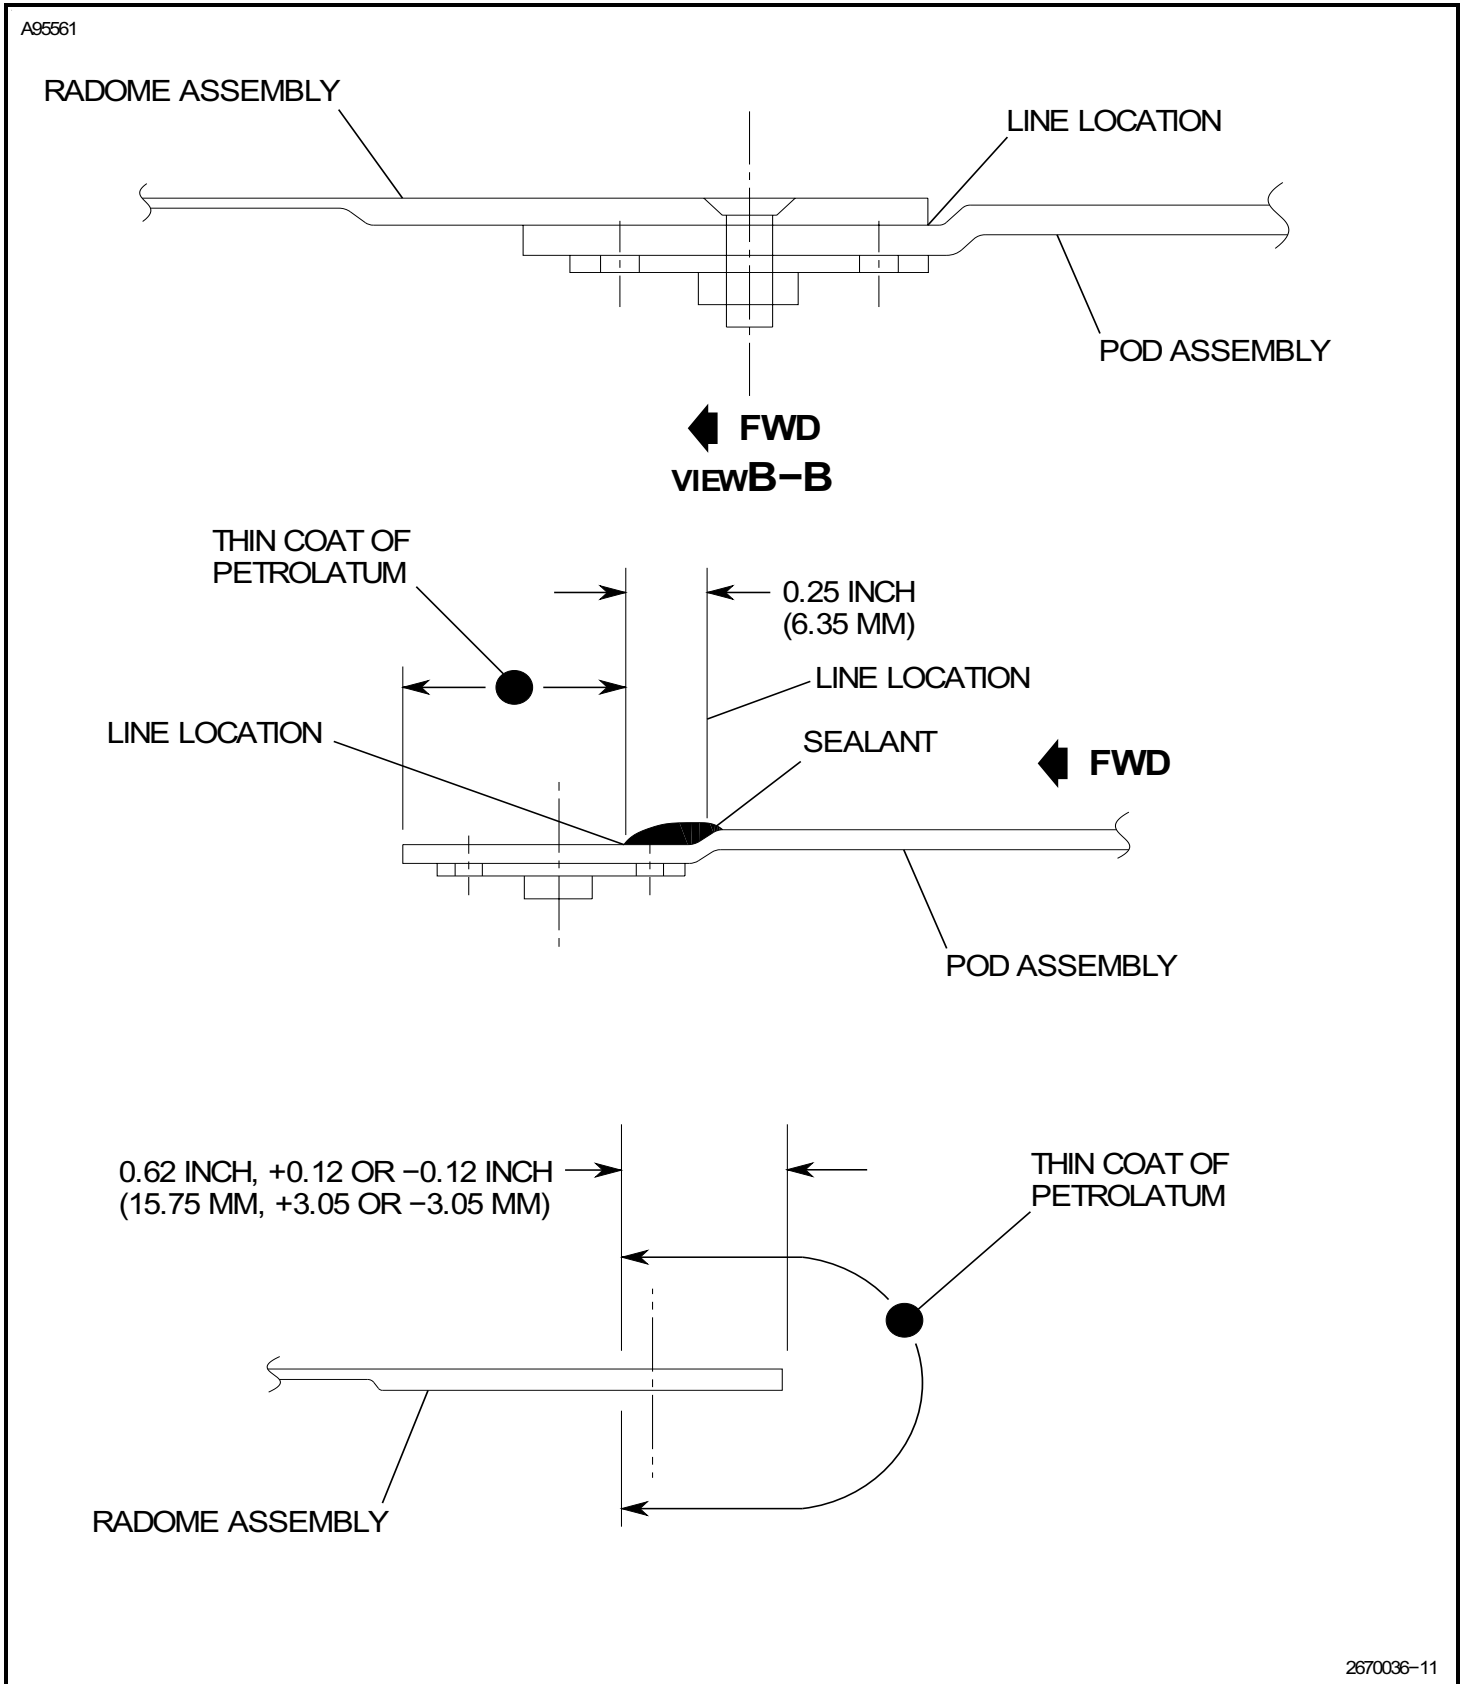 A95561
RADOME ASSEMBLY
LINE LOCATION
POD ASSEMBLY
FWD
VIEW B−B
THIN COAT OF
PETROLATUM
0.25 INCH
(6.35 MM)
LINE LOCATION
LINE LOCATION
SEALANT
FWD
POD ASSEMBLY
0.62 INCH, +0.12 OR −0.12 INCH
(15.75 MM, +3.05 OR −3.05 MM)
THIN COAT OF
PETROLATUM
RADOME ASSEMBLY
2670036−11